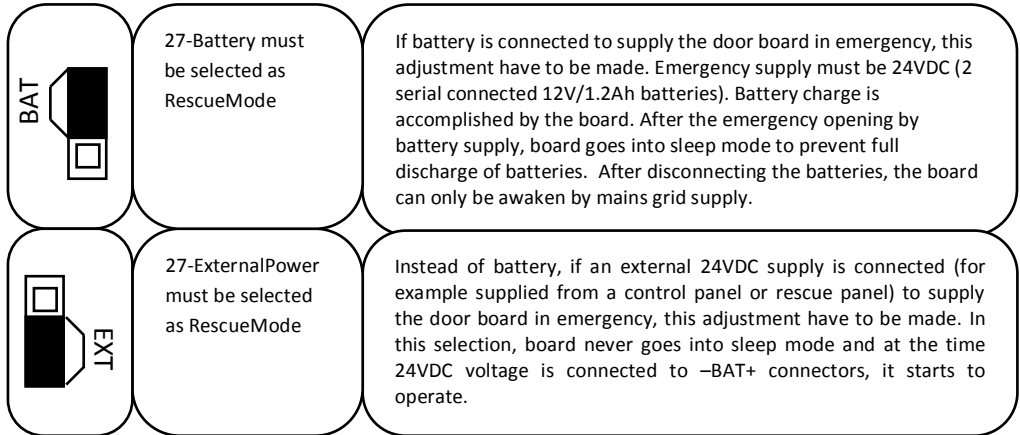 BAT
27-Battery must
be selected as
RescueMode
If battery is connected to supply the door board in emergency, this
adjustment have to be made. Emergency supply must be 24VDC (2
serial connected 12V/1.2Ah batteries). Battery charge is
accomplished by the board. After the emergency opening by
battery supply, board goes into sleep mode to prevent full
discharge of batteries.  After disconnecting the batteries, the board
can only be awaken by mains grid supply.
EXT
27-ExternalPower
must be selected
as RescueMode
Instead of battery, if an external 24VDC supply is connected (for
example supplied from a control panel or rescue panel) to supply
the door board in emergency, this adjustment have to be made. In
this selection, board never goes into sleep mode and at the time
24VDC voltage is connected to –BAT+ connectors, it starts to
operate.